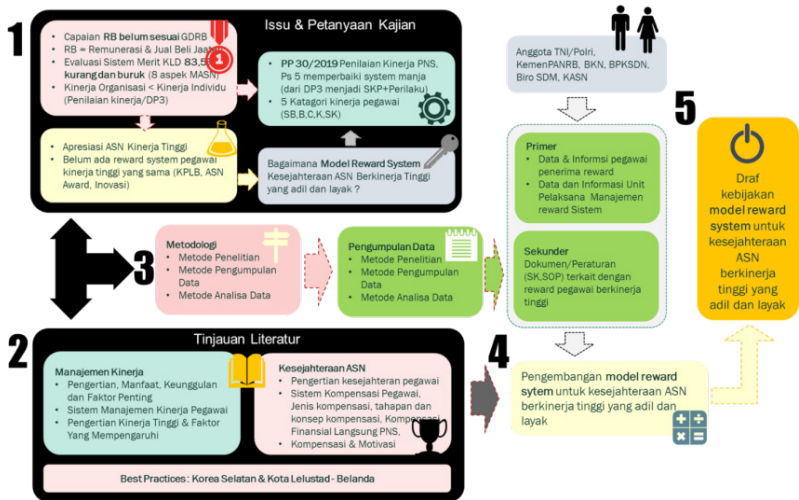 1
Issu & Petanyaan Kajian
• Capaian RB belum sesuai GDRB
• RB = Remunerasi & Jual Beli
• Evaluasi Sistem Merit KLD
kurang dan buruk (8 aspek MASN)
• Kinerja Organisasi < Kinerja Individu
(Penilaian kinerja/DP3)
• PP 30/2019 Penilaian Kinerja PNS,
Ps 5 memperbaiki system manja
(dari DP3 menjadi SKP+Perilaku)
• 5 Katagori kinerja pegawai
(SB,B,C,K,SK)
• Apresiasi ASN Kinerja Tinggi
• Belum ada reward system pegawai
kinerja tinggi yang sama (KPLB, ASN
Award, Inovasi)
Bagaimana Model Reward System
Kesejahteraan ASN Berkinerja Tinggi
yang adil dan layak ?
2
Tinjauan Literatur
Manajemen Kinerja
• Pengertian, Manfaat, Keunggulan
dan Faktor Penting
• Sistem Manajemen Kinerja Pegawai
• Pengertian Kinerja Tinggi & Faktor
Yang Mempengaruhi
Kesejahteraan ASN
• Pengertian kesejahteran pegawai
• Sistem Kompensasi Pegawai,
Jenis kompensasi, tahapan dan
konsep kompensasi, Kompensasi
Finansial Langsung PNS,
• Kompensasi & Motivasi
Best Practices : Korea Selatan & Kota Lelustad - Belanda
3
Metodologi
• Metode Penelitian
• Metode Pengumpulan
Data
• Metode Analisa Data
Pengumpulan Data
• Metode Penelitian
• Metode Pengumpulan
Data
• Metode Analisa Data
Anggota TNI/Polri,
KemenPANRB, BKN, BPKSDN,
Biro SDM, KASN
Primer
• Data & Informsi pegawai
penerima reward
• Data dan Informasi Unit
Pelaksana Manajemen
reward Sistem
Sekunder
Dokumen/Peraturan
(SK,SOP) terkait dengan
reward pegawai berkinerja
tinggi
4
Pengembangan model reward
sytem untuk kesejahteraan ASN
berkinerja tinggi yang adil dan
layak
5
Draf
kebijakan
model reward
system untuk
kesejahteraan
ASN
berkinerja
tinggi yang
adil dan layak